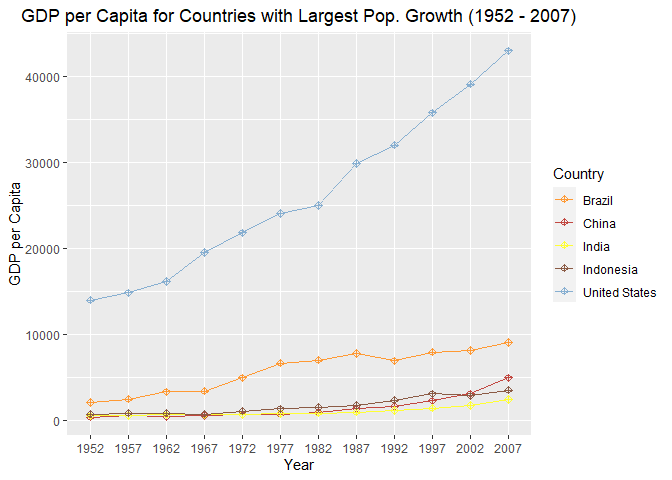 GDP per Capita for Countries with Largest Pop. Growth (1952 - 2007)
GDP per Capita
40000
30000
20000
10000
0
1952 1957 1962 1967 1972 1977 1982 1987 1992 1997 2002 2007
Year
Country
Brazil
China
India
Indonesia
United States